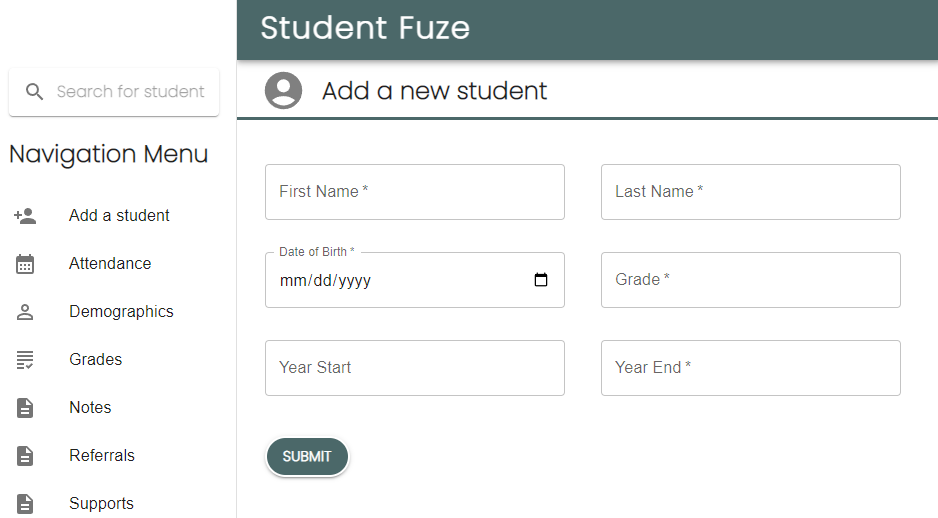 Student Fuze
Search for student
Add a new student
Navigation Menu
Add a student
Attendance
Demographics
Grades
Notes
Referrals
Supports
First Name *
Last Name *
Date of Birth *
mm/dd/yyyy
Grade *
Year Start
Year End *
SUBMIT